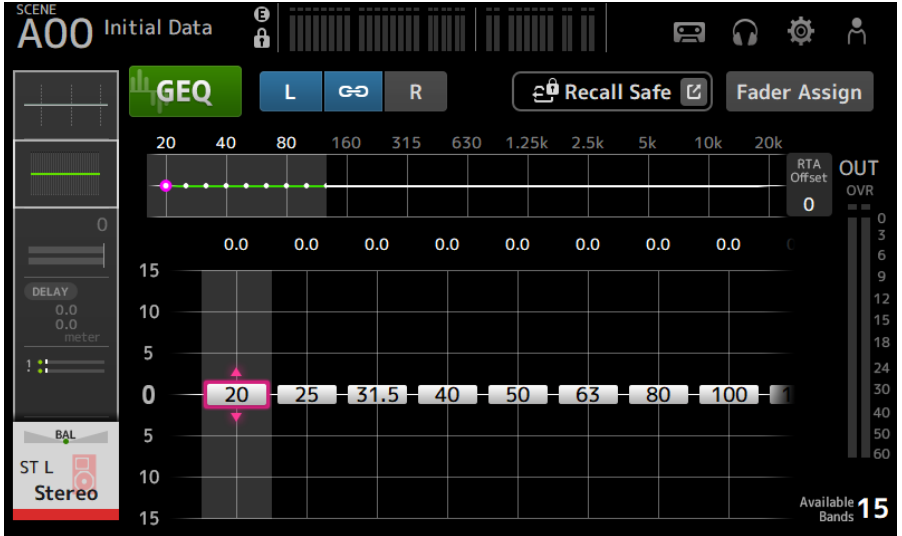 SCENE
A00 Initial Data
E
GEQ
L
R
Recall Safe
Fader Assign
20 40 80 160 315 630 1.25k 2.5k 5k 10k 20k
RTA
Offset
0
OUT
OVR
0
3
6
9
12
15
18
24
30
40
50
60
0
DELAY
0.0
0.0
meter
!
BAL
ST L
Stereo
0.0 0.0 0.0 0.0 0.0 0.0 0.0 0.0
15
10
5
0 20 25 31.5 40 50 63 80 100
5
10
15
Available
Bands 15